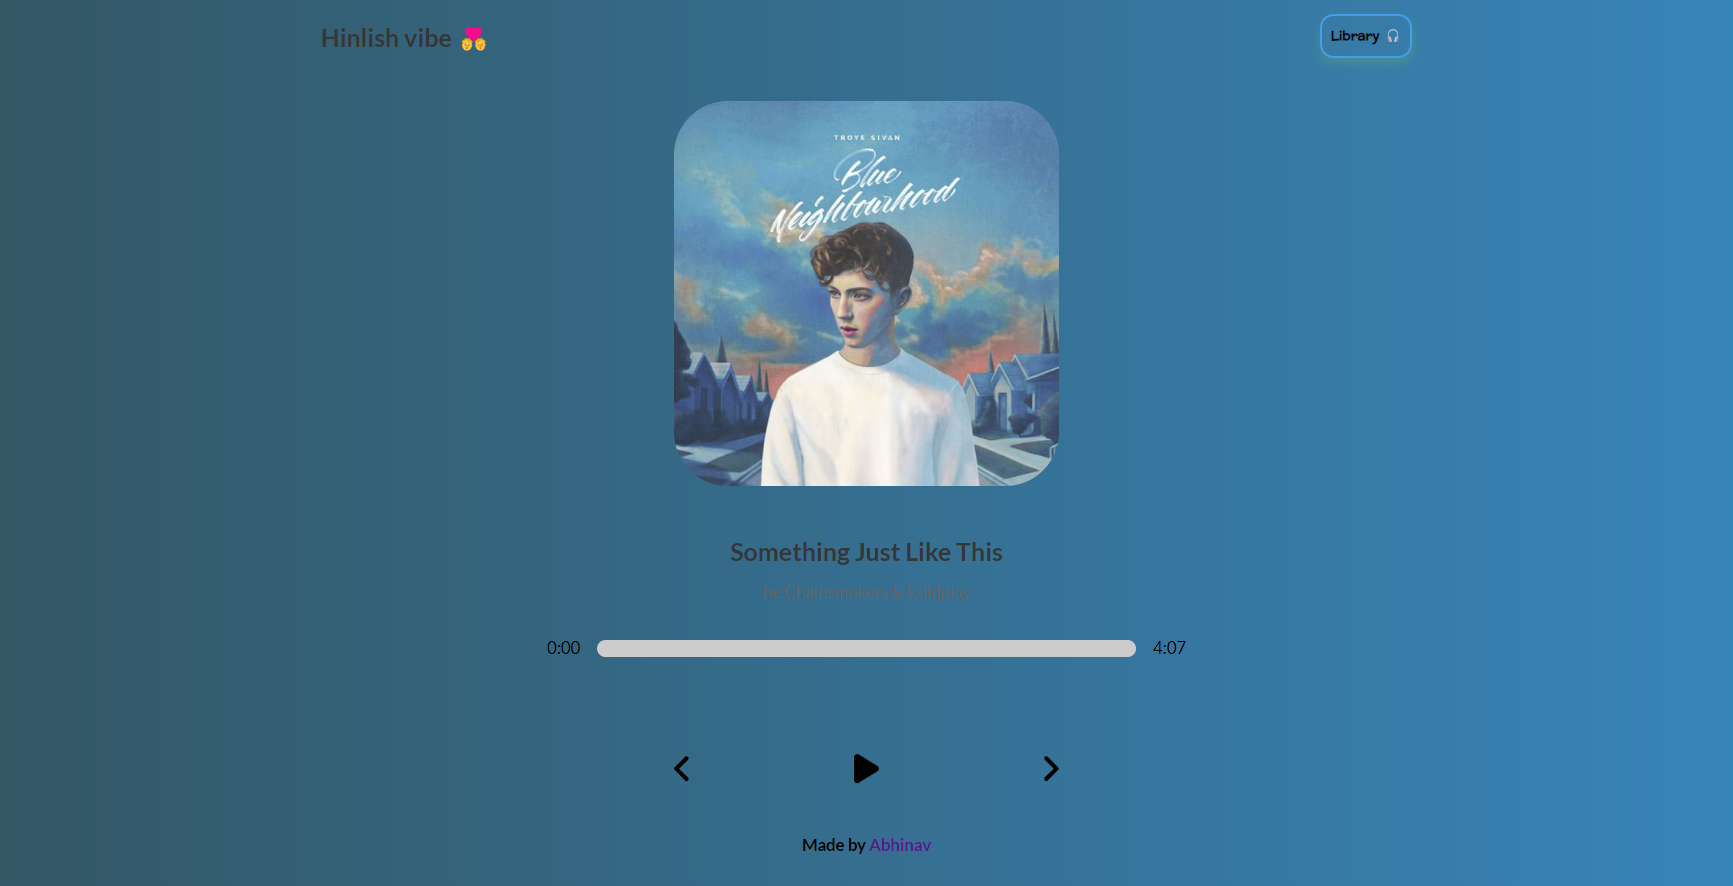 Hinlish vibe 💏
Library 🎧
TROYE SIVAN
Blue
Neighbourhood
Something Just Like This
he Chainsmokers & Coldplay
0:00
4:07
Made by Abhinav